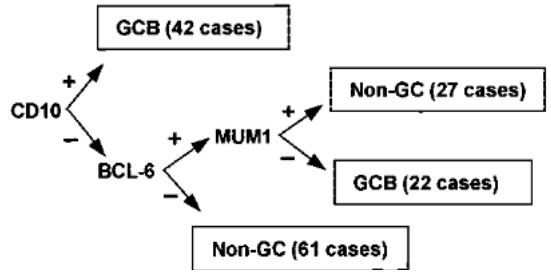 GCB (42 cases)
+
CD10
−
BCL-6
+
−
MUM1
+
−
Non-GC (27 cases)
GCB (22 cases)
Non-GC (61 cases)